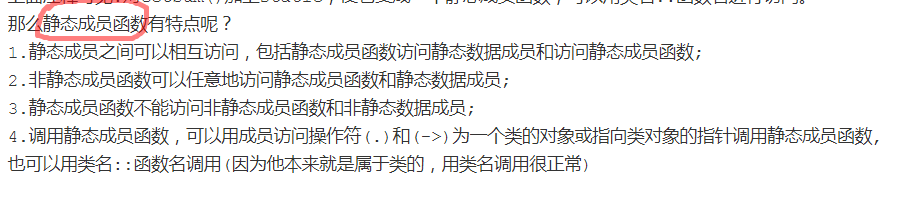 那么静态成员函数有特点呢？
1.静态成员之间可以相互访问，包括静态成员函数访问静态数据成员和访问静态成员函数;
2.非静态成员函数可以任意地访问静态成员函数和静态数据成员;
3.静态成员函数不能访问非静态成员函数和非静态数据成员;
4.调用静态成员函数，可以用成员访问操作符(.)和(->)为一个类的对象或指向类对象的指针调用静态成员函数,
也可以用类名::函数名调用(因为他本来就是属于类的，用类名调用很正常)